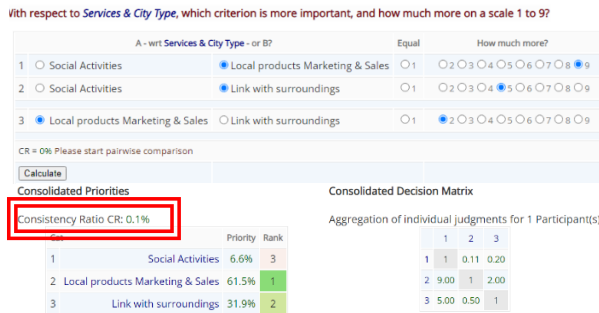 With respect to Services & City Type, which criterion is more important, and how much more on a scale 1 to 9?
A - wrt Services & City Type - or B? Equal How much more?
1 Social Activities Local products Marketing & Sales 1 2 3 4 5 6 7 8 9
2 Social Activities Link with surroundings 1 2 3 4 5 6 7 8 9
3 Local products Marketing & Sales Link with surroundings 1 2 3 4 5 6 7 8 9
CR = 0% Please start pairwise comparison
Calculate
Consolidated Priorities Consolidated Decision Matrix
Consistency Ratio CR: 0.1% Aggregation of individual judgments for 1 Participant(s)
Cat Priority Rank 1 2 3
1 Social Activities 6.6% 3 1 1 0.11 0.20
2 Local products Marketing & Sales 61.5% 1 2 9.00 1 2.00
3 Link with surroundings 31.9% 2 3 5.00 0.50 1